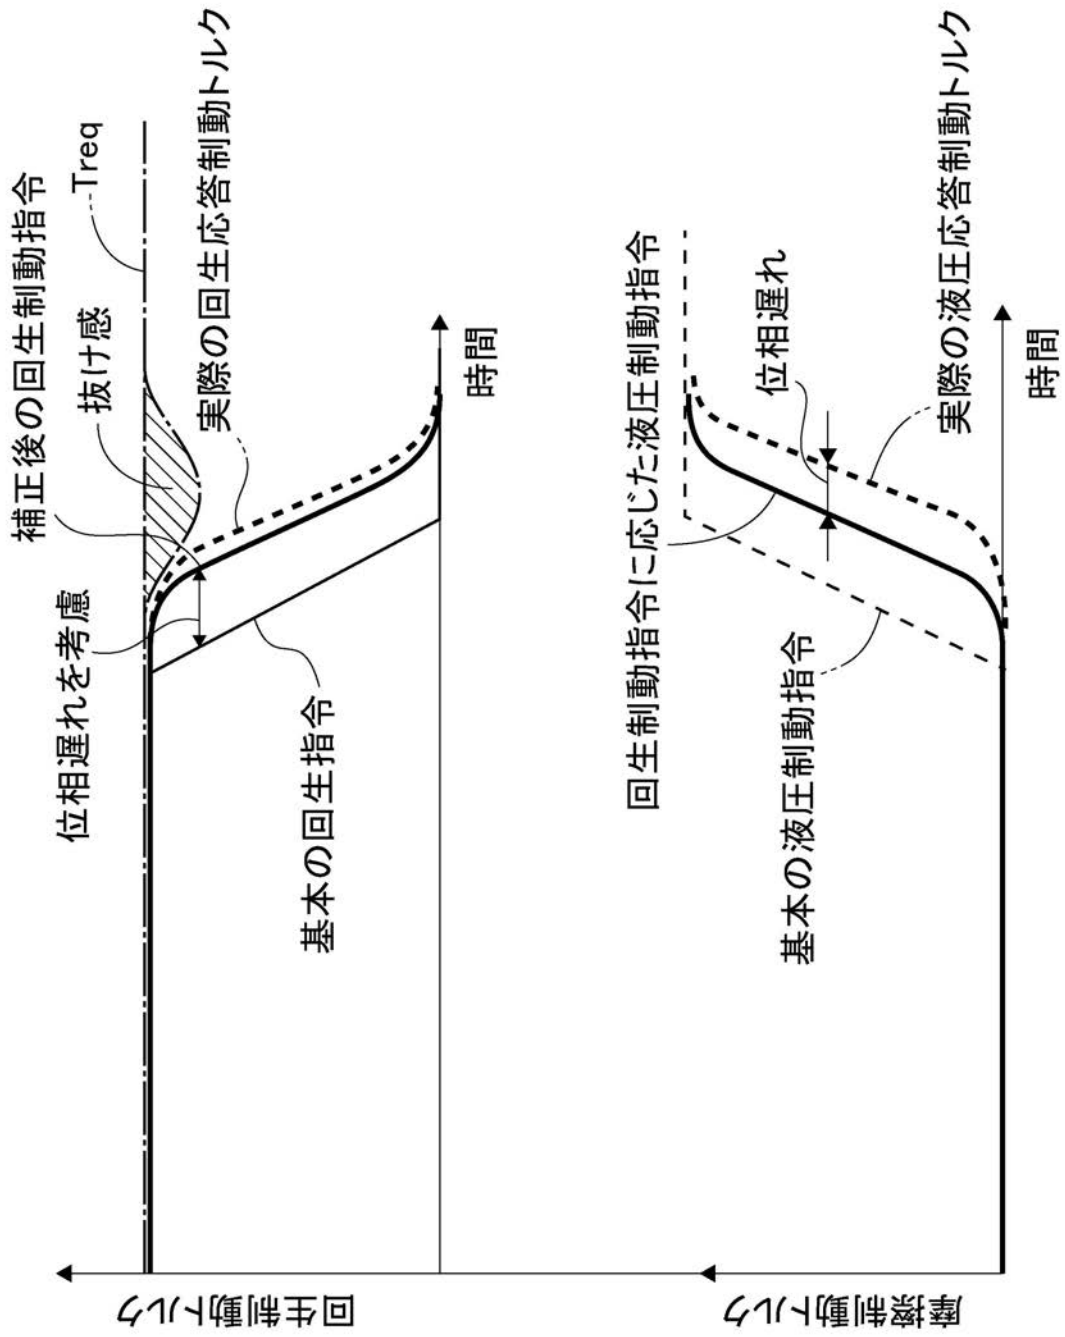 補正後の回生制動指令
抜け感
Treq
位相遅れを考慮
実際の回生応答制動トルク
基本の回生指令
回生制動トルク
時間
回生制動指令に応じた液圧制動指令
位相遅れ
基本の液圧制動指令
実際の液圧応答制動トルク
摩擦制動トルク
時間